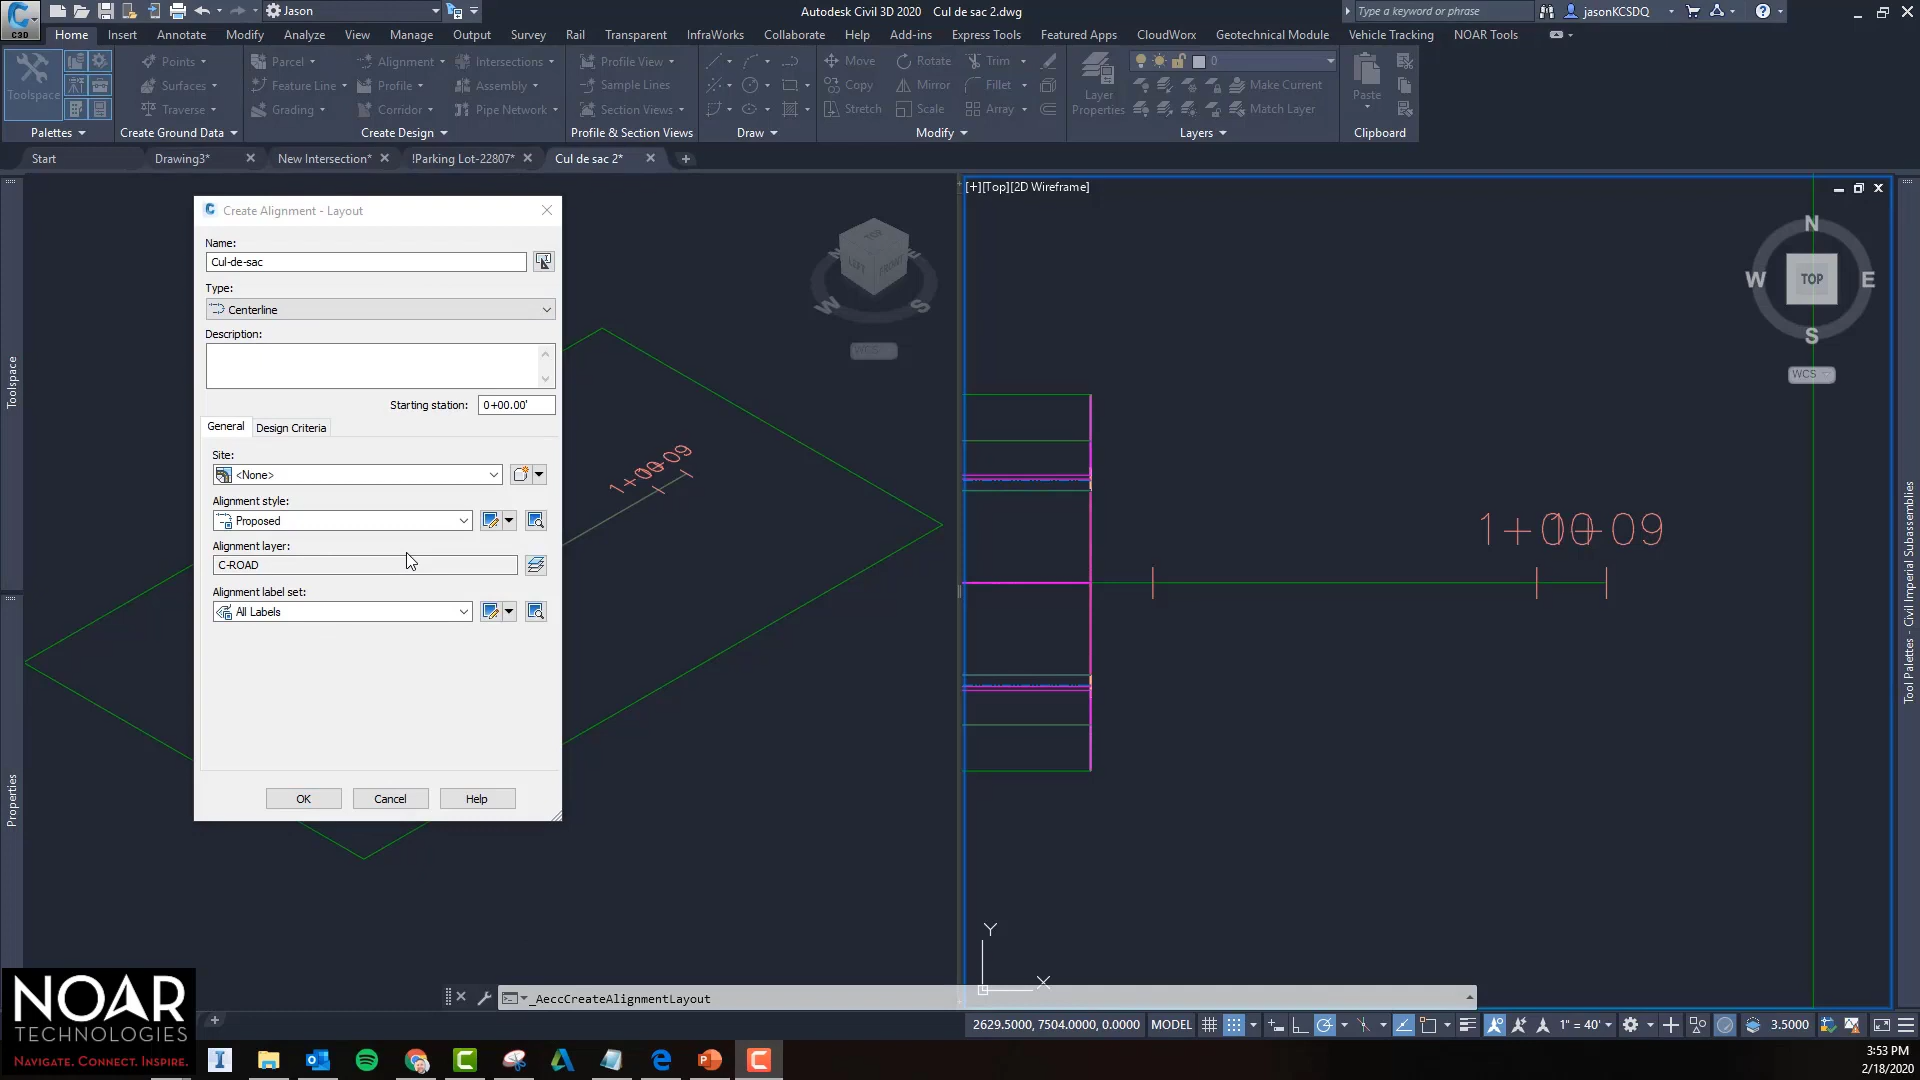 Jason
Autodesk Civil 3D 2020 Cul de sac 2.dwg
Type a keyword or phrase
jasonKCSDQ
C3D
Home Insert Annotate Modify Analyze View Manage Output Survey Rail Transparent InfraWorks Collaborate Help Add-ins Express Tools Featured Apps CloudWorx Geotechnical Module Vehicle Tracking NOAR Tools
Toolspace
Points
Surfaces
Traverse
Parcel
Feature Line
Grading
Alignment
Profile
Corridor
Intersections
Assembly
Pipe Network
Profile View
Sample Lines
Section Views
Move
Copy
Stretch
Rotate
Mirror
Scale
Trim
Fillet
Array
Layer
Properties
0
Make Current
Match Layer
Paste
Palettes Create Ground Data Create Design Profile & Section Views Draw Modify Layers Clipboard
Start Drawing3* New Intersection* !Parking Lot-22807* Cul de sac 2*
[+][Top][2D Wireframe]
Create Alignment - Layout
Name:
Cul-de-sac
Type:
Centerline
Description:
Starting station: 0+00.00'
General Design Criteria
Site:
<None>
Alignment style:
Proposed
Alignment layer:
C-ROAD
Alignment label set:
All Labels
OK Cancel Help
TOP
LEFT
FRONT
W
S
WCS
N
W TOP E
S
WCS
Y
X
Toolspace
Properties
Tool Palettes - Civil Imperial Subassemblies
_AeccCreateAlignmentLayout
2629.5000, 7504.0000, 0.0000 MODEL 1" = 40' 3.5000
NOAR
TECHNOLOGIES
NAVIGATE. CONNECT. INSPIRE.
3:53 PM
2/18/2020